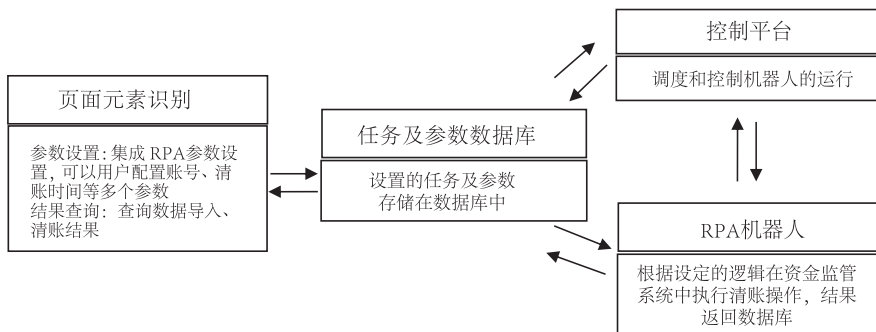 页面元素识别
参数设置：集成 RPA参数设
置，可以用户配置账号、清
账时间等多个参数
结果查询：查询数据导入、
清账结果
任务及参数数据库
设置的任务及参数
存储在数据库中
控制平台
调度和控制机器人的运行
RPA机器人
根据设定的逻辑在资金监管
系统中执行清账操作，结果
返回数据库